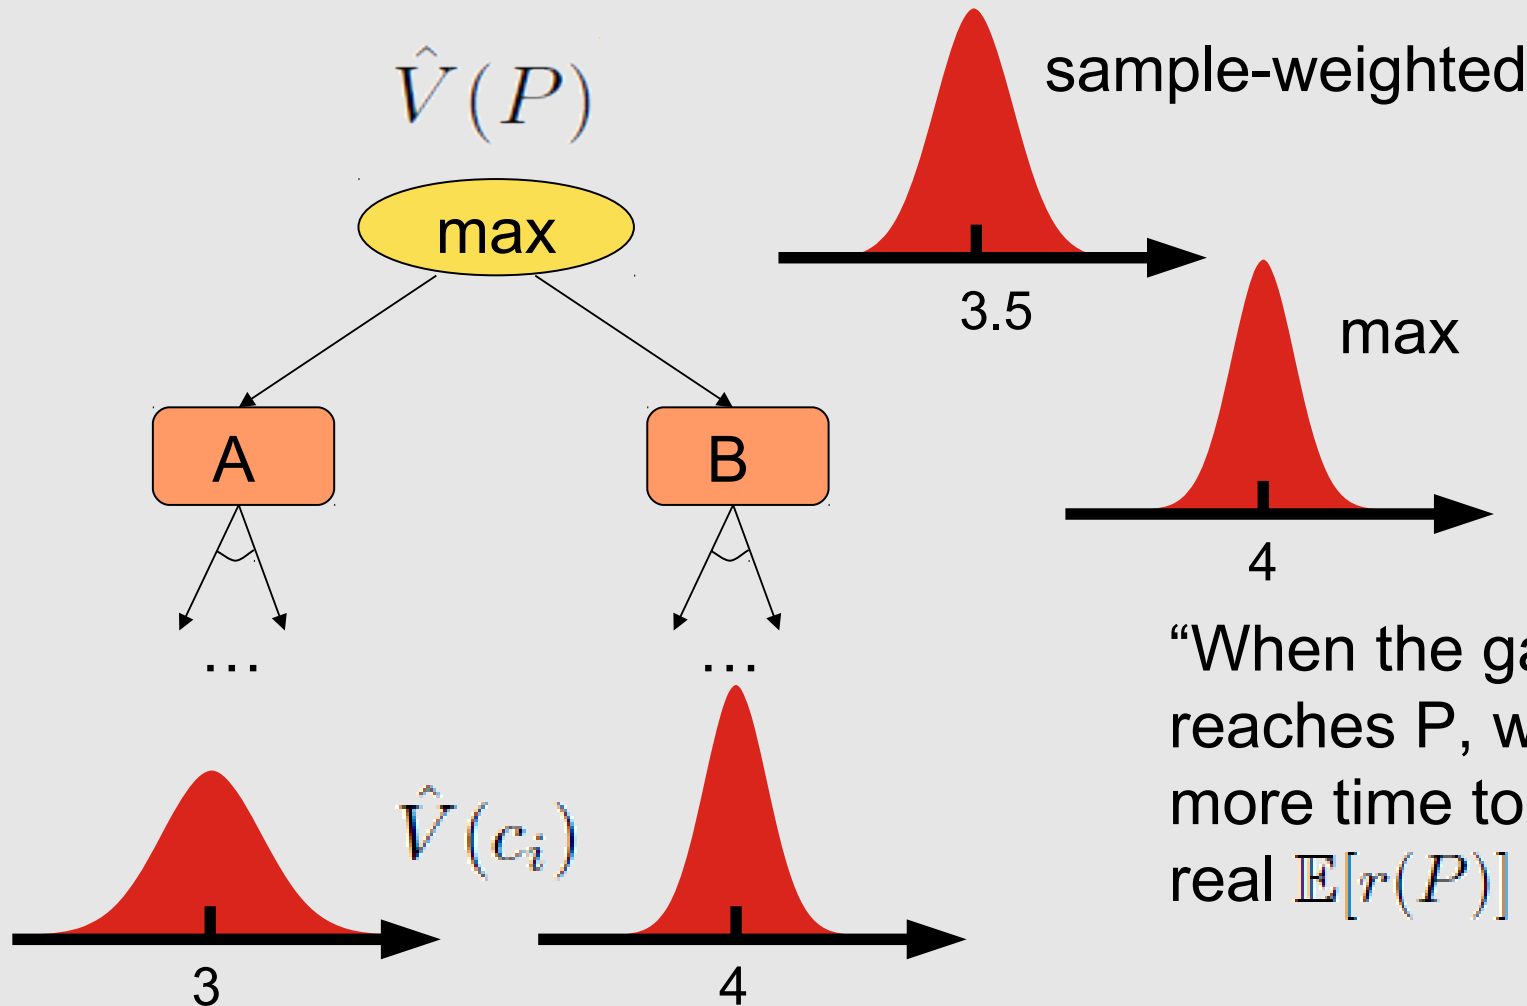 V̂(P)
sample-weighted
max
3.5
max
A
B
4
...
...
“When the
reaches P,
more time to
real 𝔼[r(P)]
V̂(cᵢ)
3
4